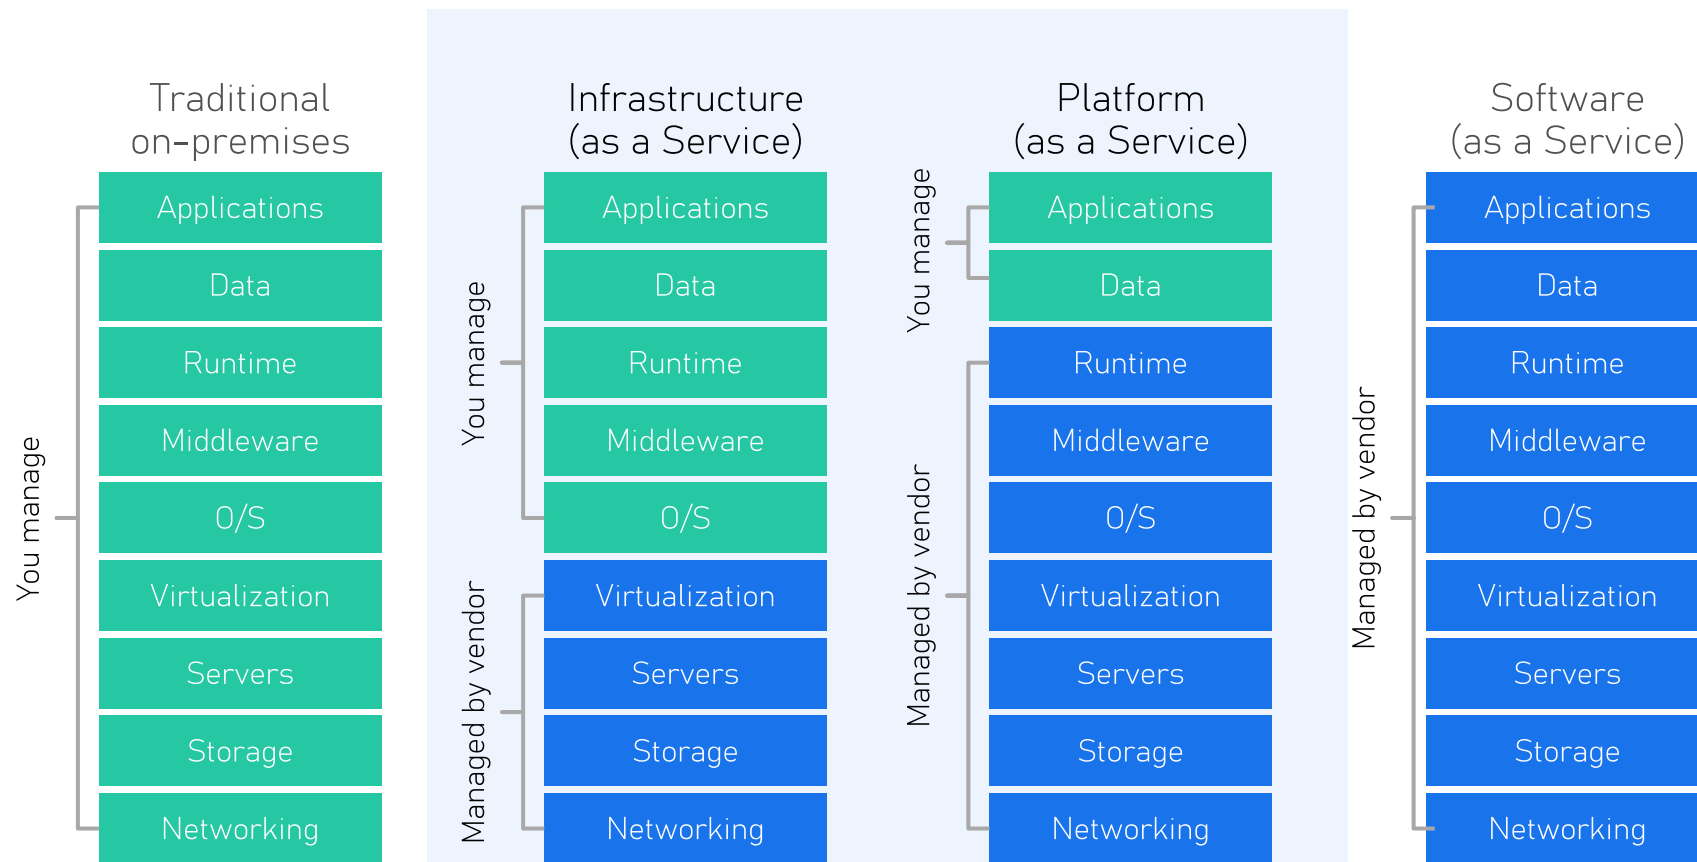 Traditional
on-premises
You manage
Applications
Data
Runtime
Middleware
O/S
Virtualization
Servers
Storage
Networking
Infrastructure
(as a Service)
You manage
Applications
Data
Runtime
Middleware
O/S
Managed by vendor
Virtualization
Servers
Storage
Networking
Platform
(as a Service)
You manage
Applications
Data
Managed by vendor
Runtime
Middleware
O/S
Virtualization
Servers
Storage
Networking
Software
(as a Service)
Managed by vendor
Applications
Data
Runtime
Middleware
O/S
Virtualization
Servers
Storage
Networking